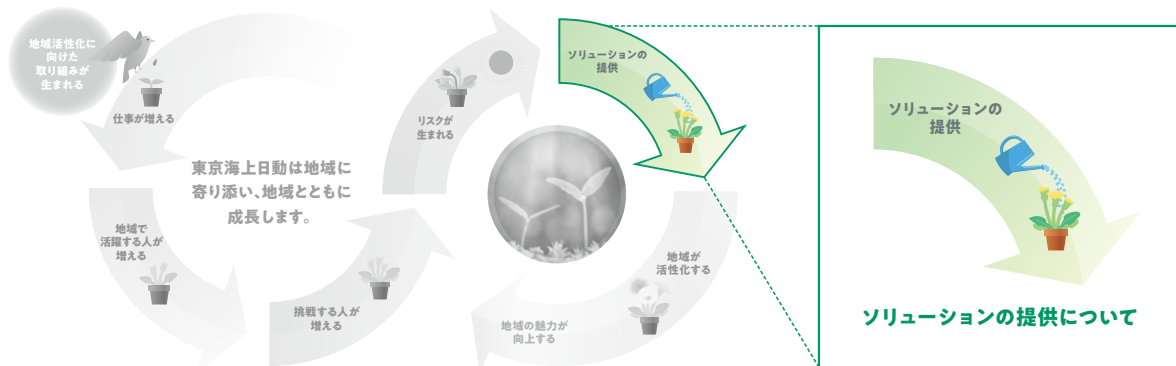 地域活性化に
向けた
取り組みが
生まれる
仕事が増える
地域で
活躍する人が
増える
東京海上日動は地域に
寄り添い、地域とともに
成長します。
挑戦する人が
増える
リスクが
生まれる
ソリューションの
提供
地域が
活性化する
地域の魅力が
向上する
ソリューションの
提供
ソリューションの提供について